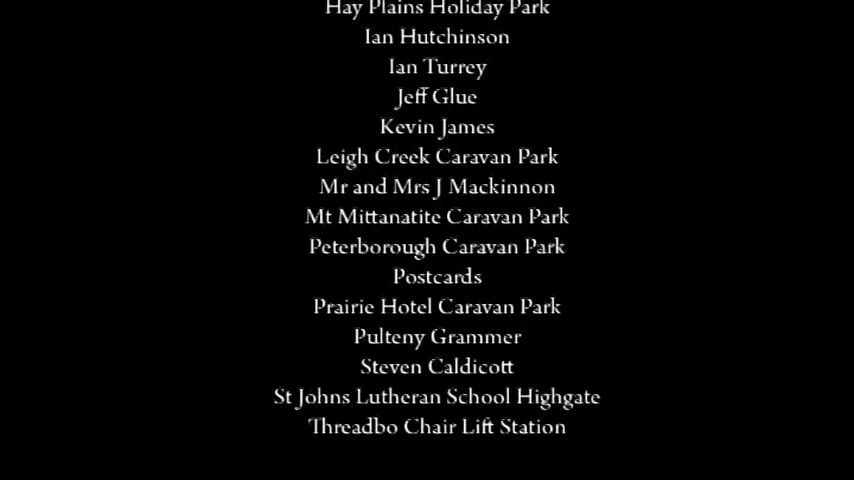 Hay Plains Holiday Park
Ian Hutchinson
Ian Turrey
Jeff Glue
Kevin James
Leigh Creek Caravan Park
Mr and Mrs J Mackinnon
Mt Mittanatite Caravan Park
Peterborough Caravan Park
Postcards
Prairie Hotel Caravan Park
Pulteny Grammer
Steven Caldicott
St Johns Lutheran School Highgate
Threadbo Chair Lift Station